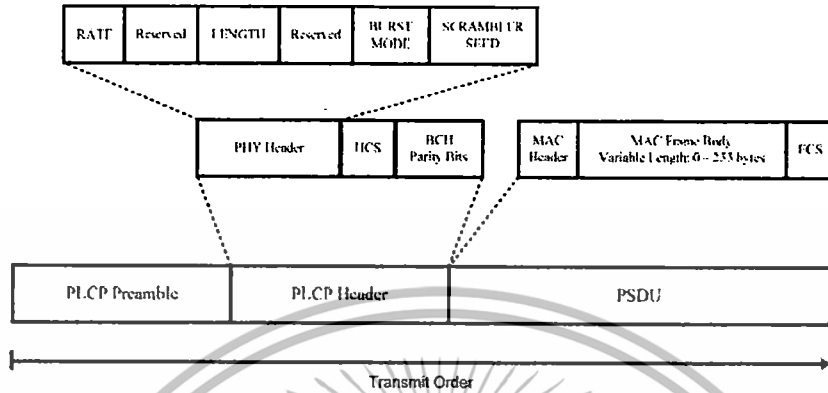 RATE Reserved LENGTH Reserved BURST MODE SCRAMBLER SEED
PHY Header HCS BCH Parity Bits MAC Header MAC Frame Body Variable Length: 0 – 255 bytes FCS
PLCP Preamble PLCP Header PSDU
Transmit Order